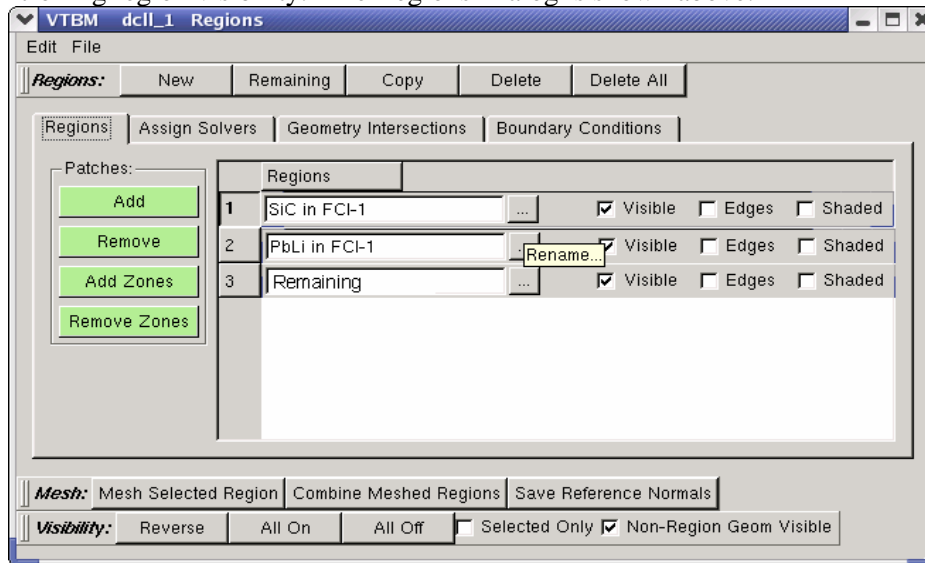 VTBM dcll_1 Regions
Edit File
Regions: New Remaining Copy Delete Delete All
Regions Assign Solvers Geometry Intersections Boundary Conditions
Patches:
Add
Remove
Add Zones
Remove Zones
Regions
1 SiC in FCI-1 ... Visible Edges Shaded
2 PbLi in FCI-1 Visible Edges Shaded
Rename...
3 Remaining ... Visible Edges Shaded
Mesh: Mesh Selected Region Combine Meshed Regions Save Reference Normals
Visibility: Reverse All On All Off Selected Only Non-Region Geom Visible